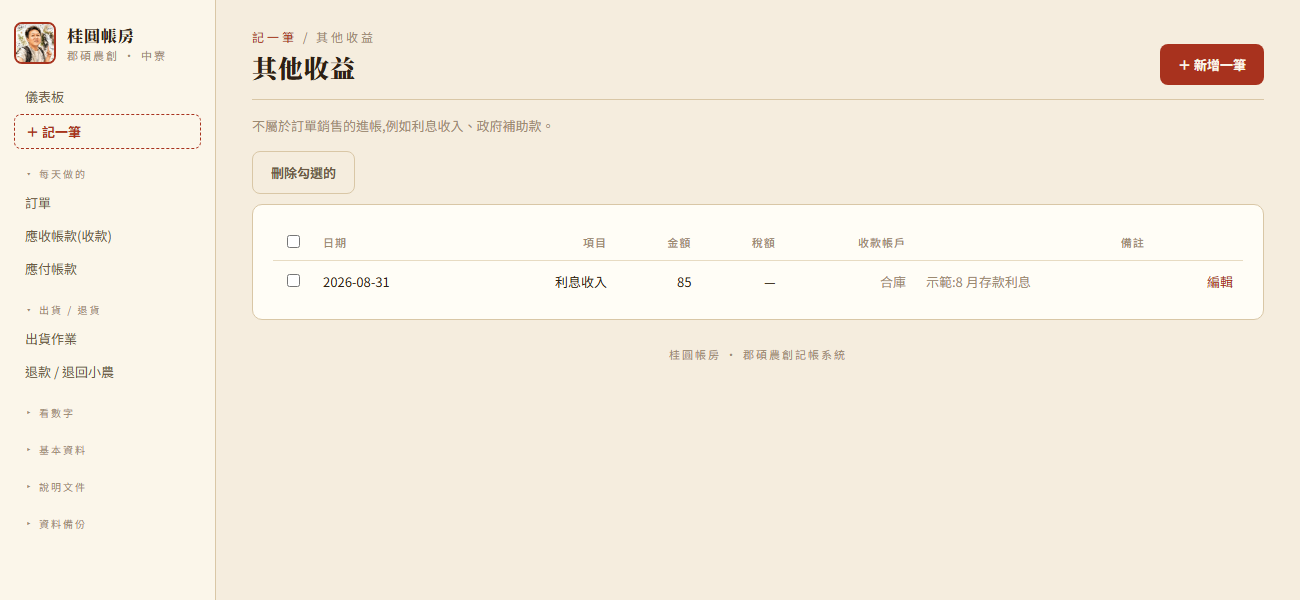 桂圓帳房
郡碩農創 · 中寮
儀表板
＋ 記一筆
每天做的
訂單
應收帳款(收款)
應付帳款
出貨 / 退貨
出貨作業
退款 / 退回小農
看數字
基本資料
說明文件
資料備份
記一筆 / 其他收益
其他收益
＋ 新增一筆
不屬於訂單銷售的進帳,例如利息收入、政府補助款。
刪除勾選的
日期 項目 金額 稅額 收款帳戶 備註
2026-08-31 利息收入 85 — 合庫 示範:8 月存款利息 編輯
桂圓帳房 · 郡碩農創記帳系統